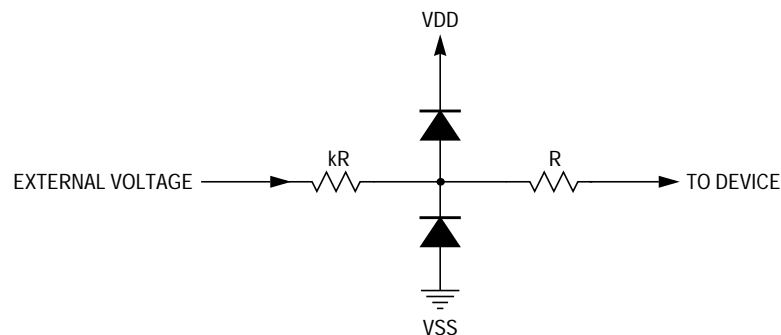 VDD
kR
R
EXTERNAL VOLTAGE
TO DEVICE
VSS